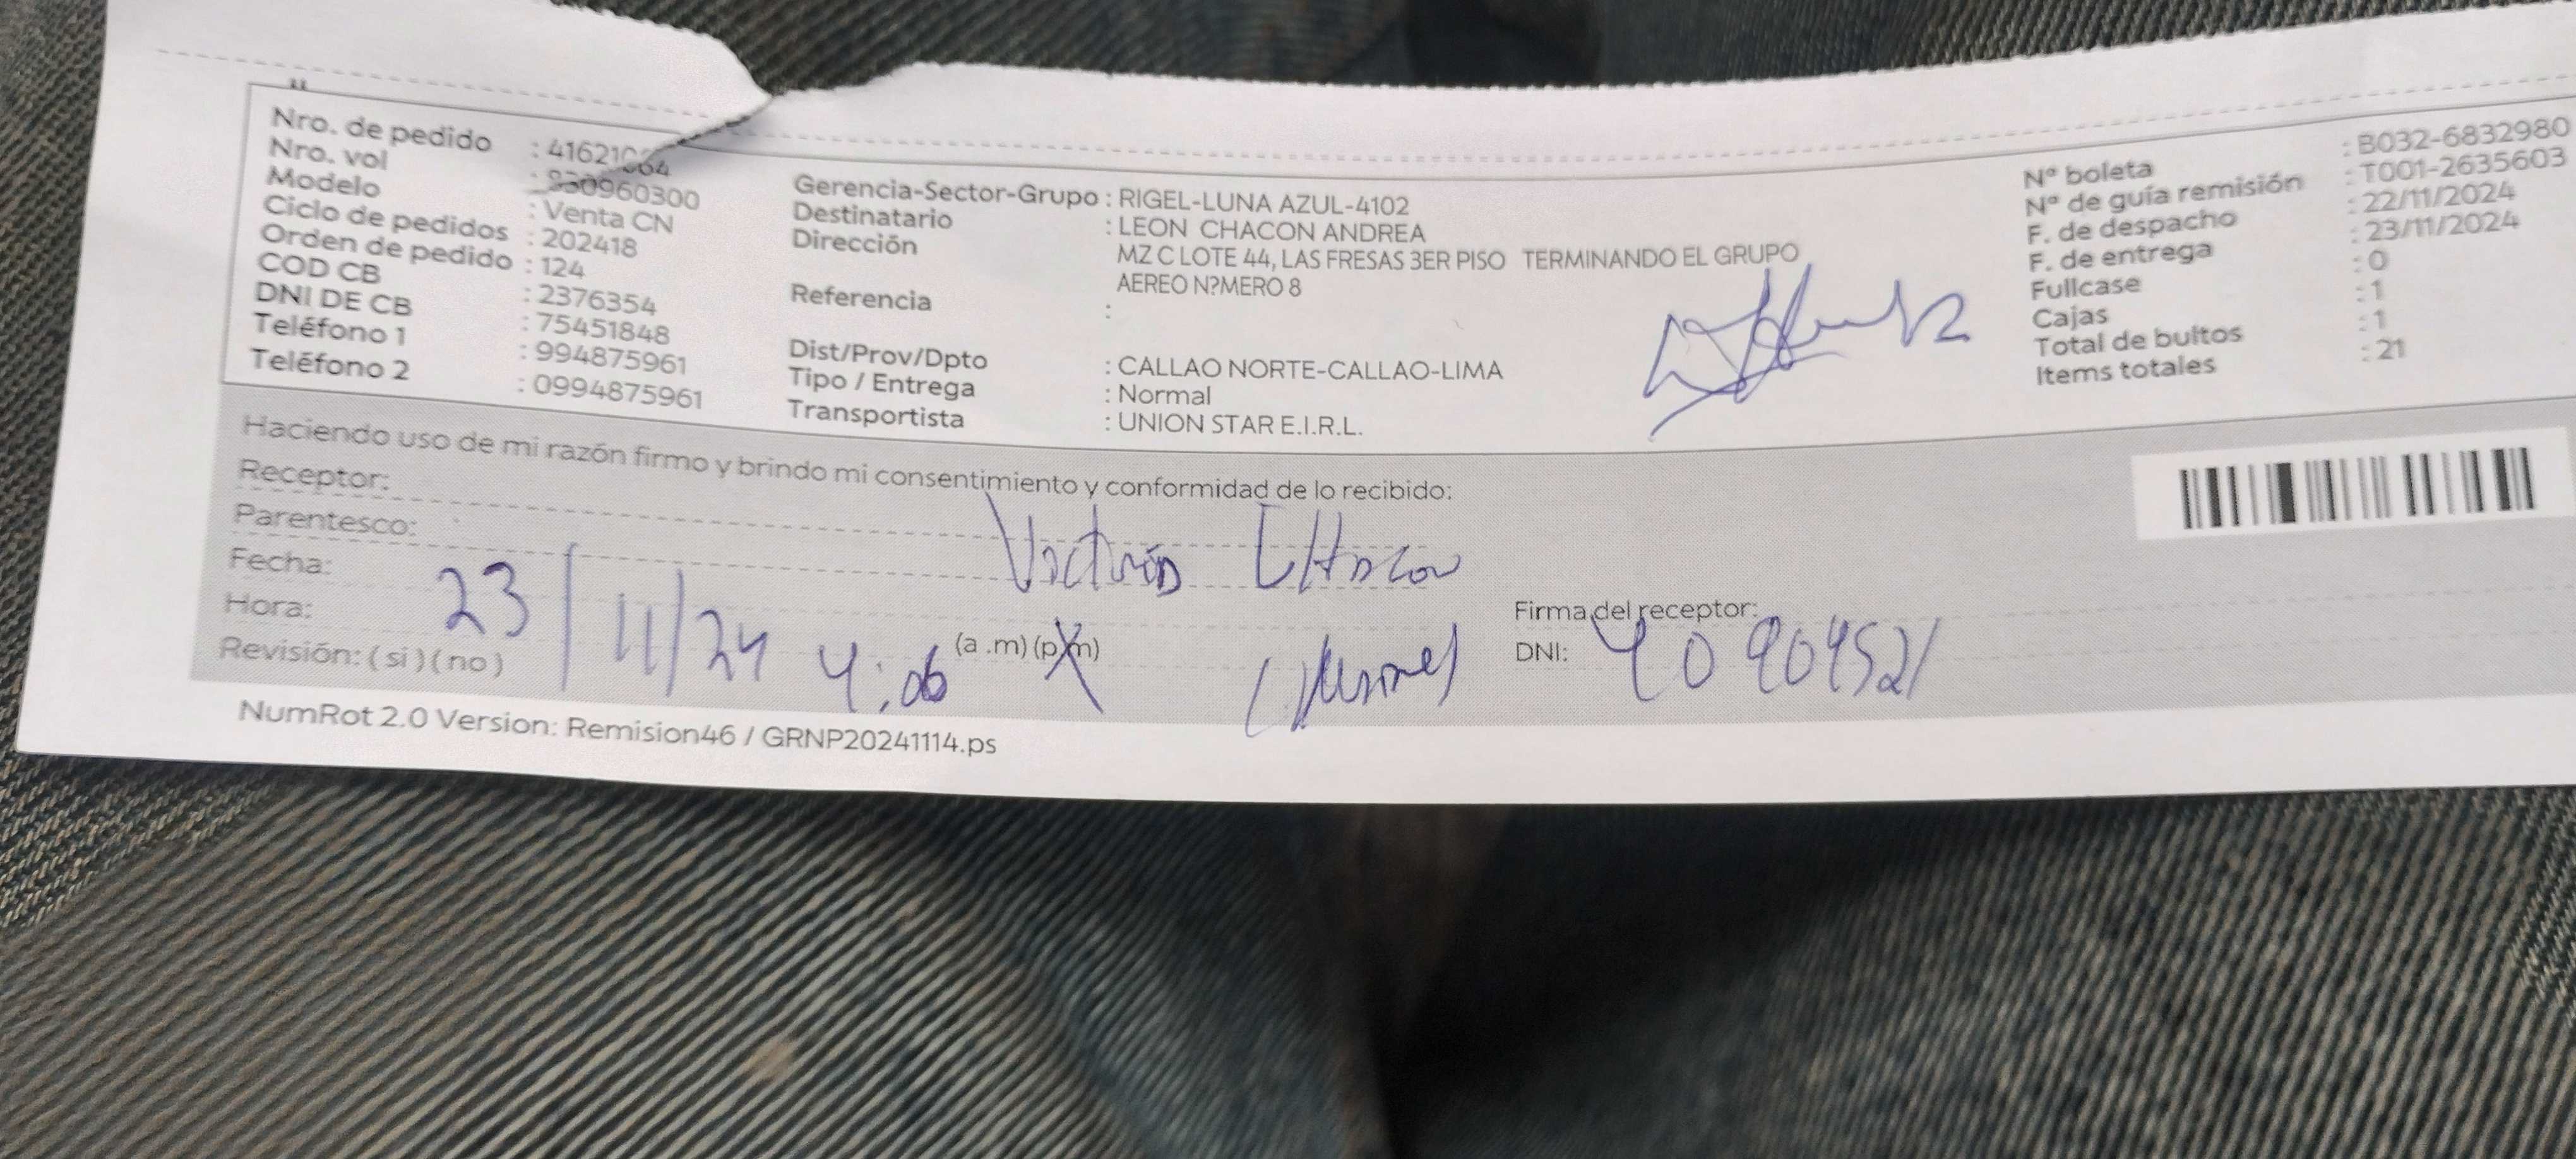 Nro. de pedido
Nro. vol : 930960300
Modelo : Venta CN
Ciclo de pedidos : 202418
Orden de pedido : 124
COD CB : 2376354
DNI DE CB : 75451848
Teléfono 1 : 994875961
Teléfono 2 : 0994875961
Gerencia-Sector-Grupo : RIGEL-LUNA AZUL-4102
Destinatario : LEON CHACON ANDREA
Dirección MZ C LOTE 44, LAS FRESAS 3ER PISO TERMINANDO EL GRUPO
AEREO N?MERO 8
Referencia :
Dist/Prov/Dpto : CALLAO NORTE-CALLAO-LIMA
Tipo / Entrega : Normal
Transportista : UNION STAR E.I.R.L.
Nº boleta : B032-6832980
Nº de guía remisión : T001-2635603
F. de despacho : 22/11/2024
F. de entrega : 23/11/2024
Fullcase : 0
Cajas : 1
Total de bultos : 1
Items totales : 21
Haciendo uso de mi razón firmo y brindo mi consentimiento y conformidad de lo recibido:
Receptor:
Parentesco:
Fecha: 23/11/24
Hora: 4:06 (a .m) (p.m)
Revisión: ( si ) ( no )
Firma del receptor:
DNI: 40904521
NumRot 2.0 Version: Remision46 / GRNP20241114.ps